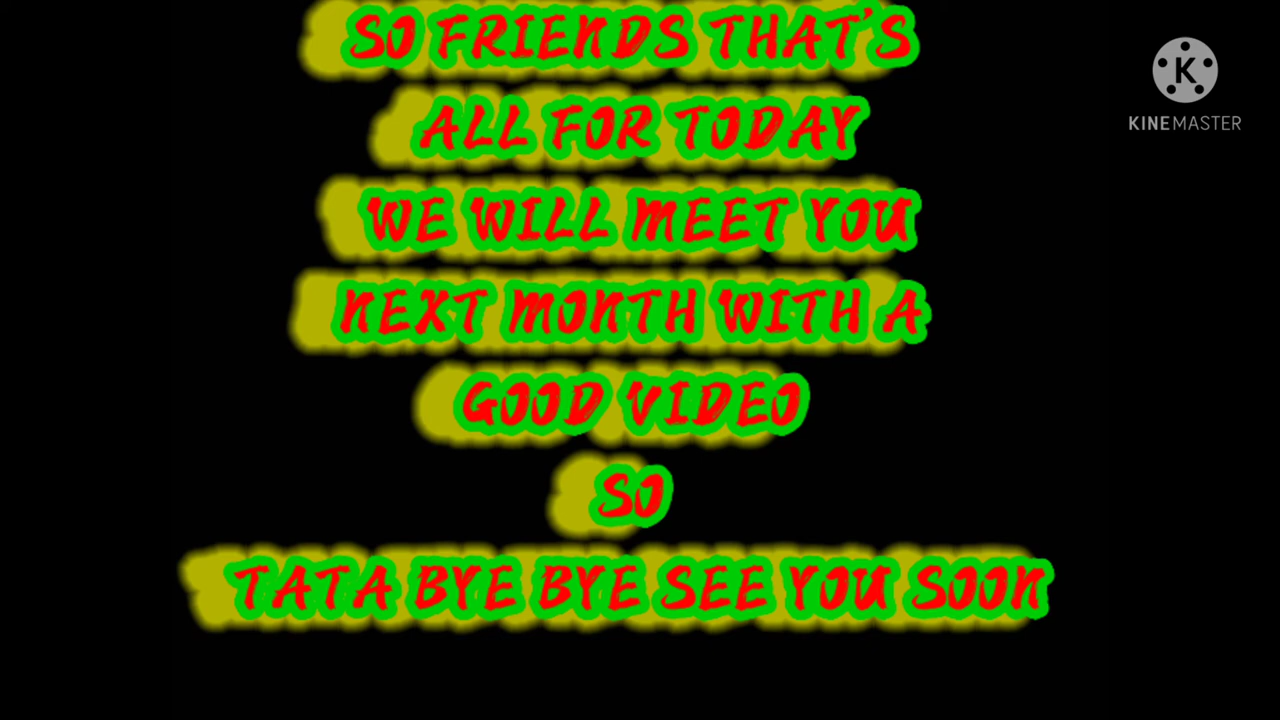 SO FRIENDS THAT'S
ALL FOR TODAY
WE WILL MEET YOU
NEXT MONTH WITH A
GOOD VIDEO
SO
TATA BYE BYE SEE YOU SOON
K
KINEMASTER